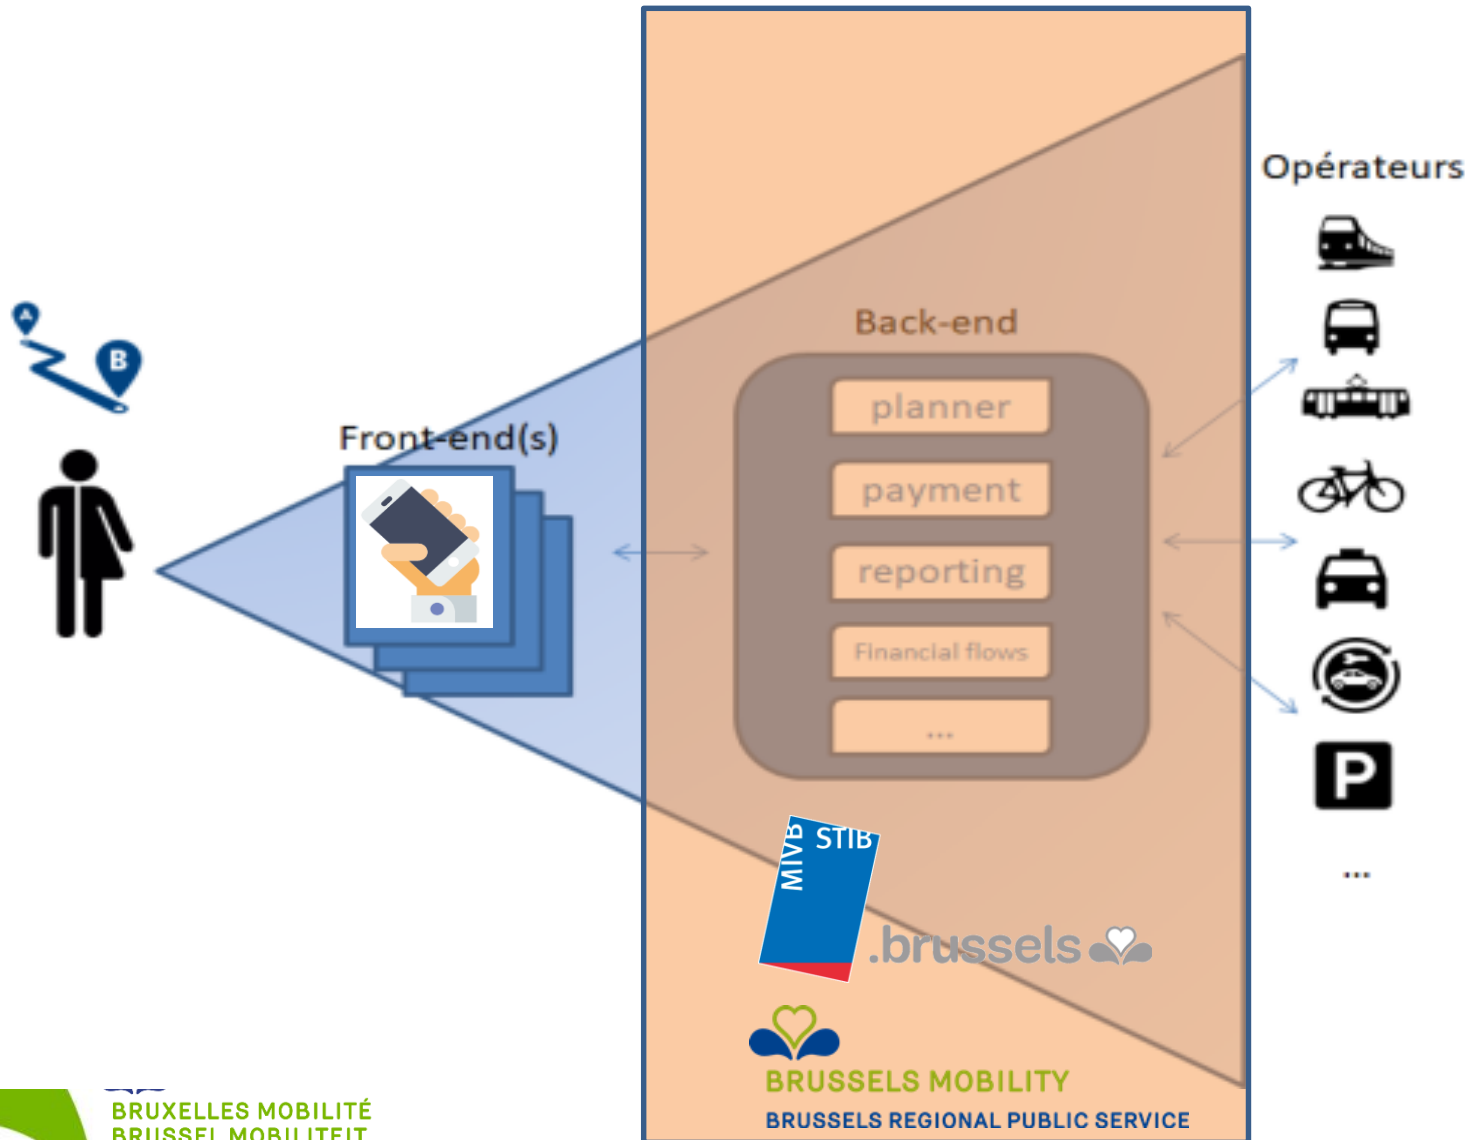 Opérateurs
A
B
Front-end(s)
Back-end
planner
payment
reporting
Financial flows
...
P
...
MIVB
STIB
.brussels
BRUSSELS MOBILITY
BRUSSELS REGIONAL PUBLIC SERVICE
BRUXELLES MOBILITÉ
BRUSSEL MOBILITEIT